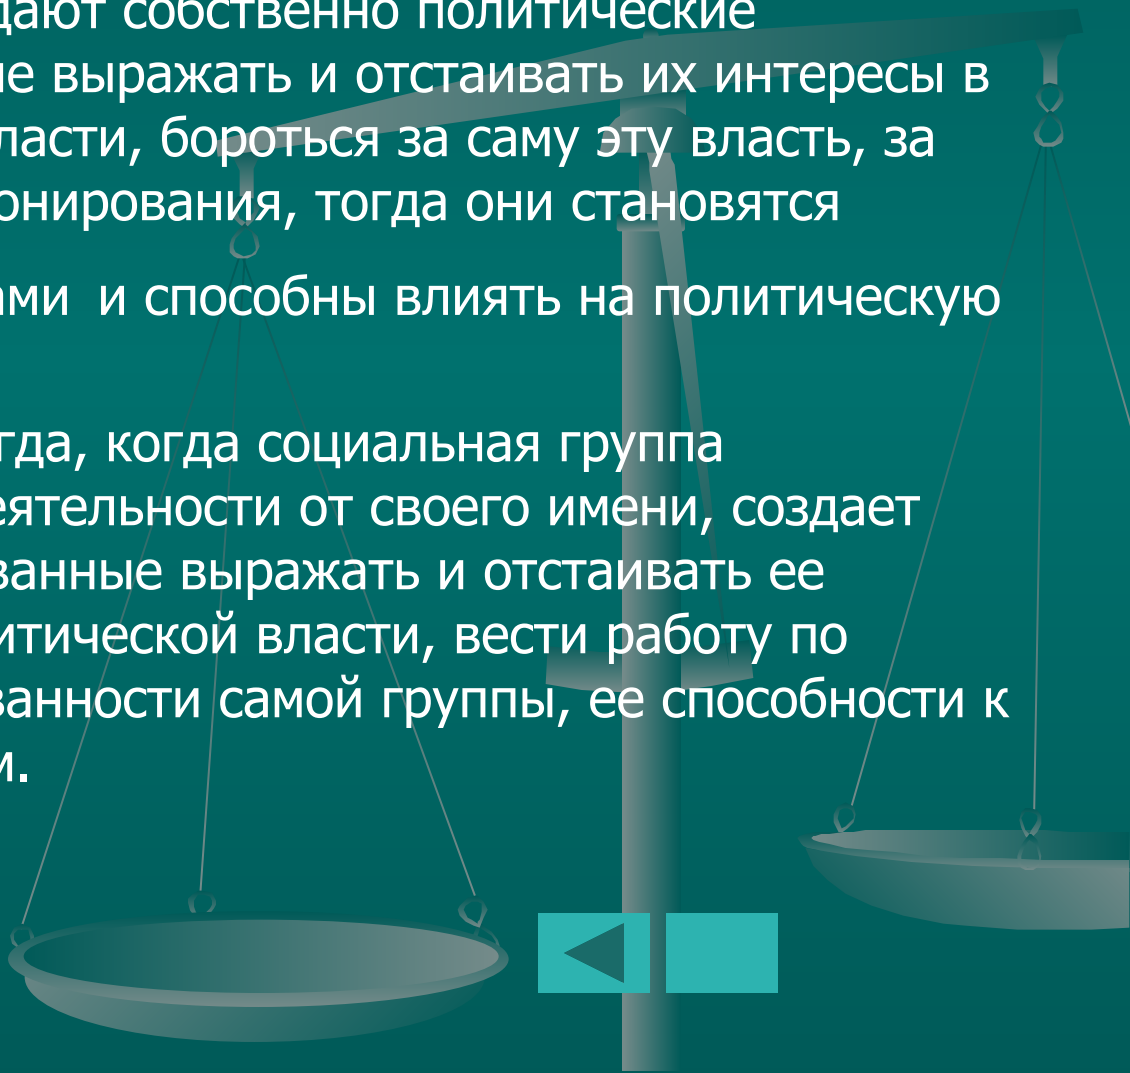 дают собственно политические
не выражать и отстаивать их интересы в
ласти, бороться за саму эту власть, за
онирования, тогда они становятся
ами и способны влиять на политическую
гда, когда социальная группа
еятельности от своего имени, создает
ванные выражать и отстаивать ее
итической власти, вести работу по
ванности самой группы, ее способности к
м.